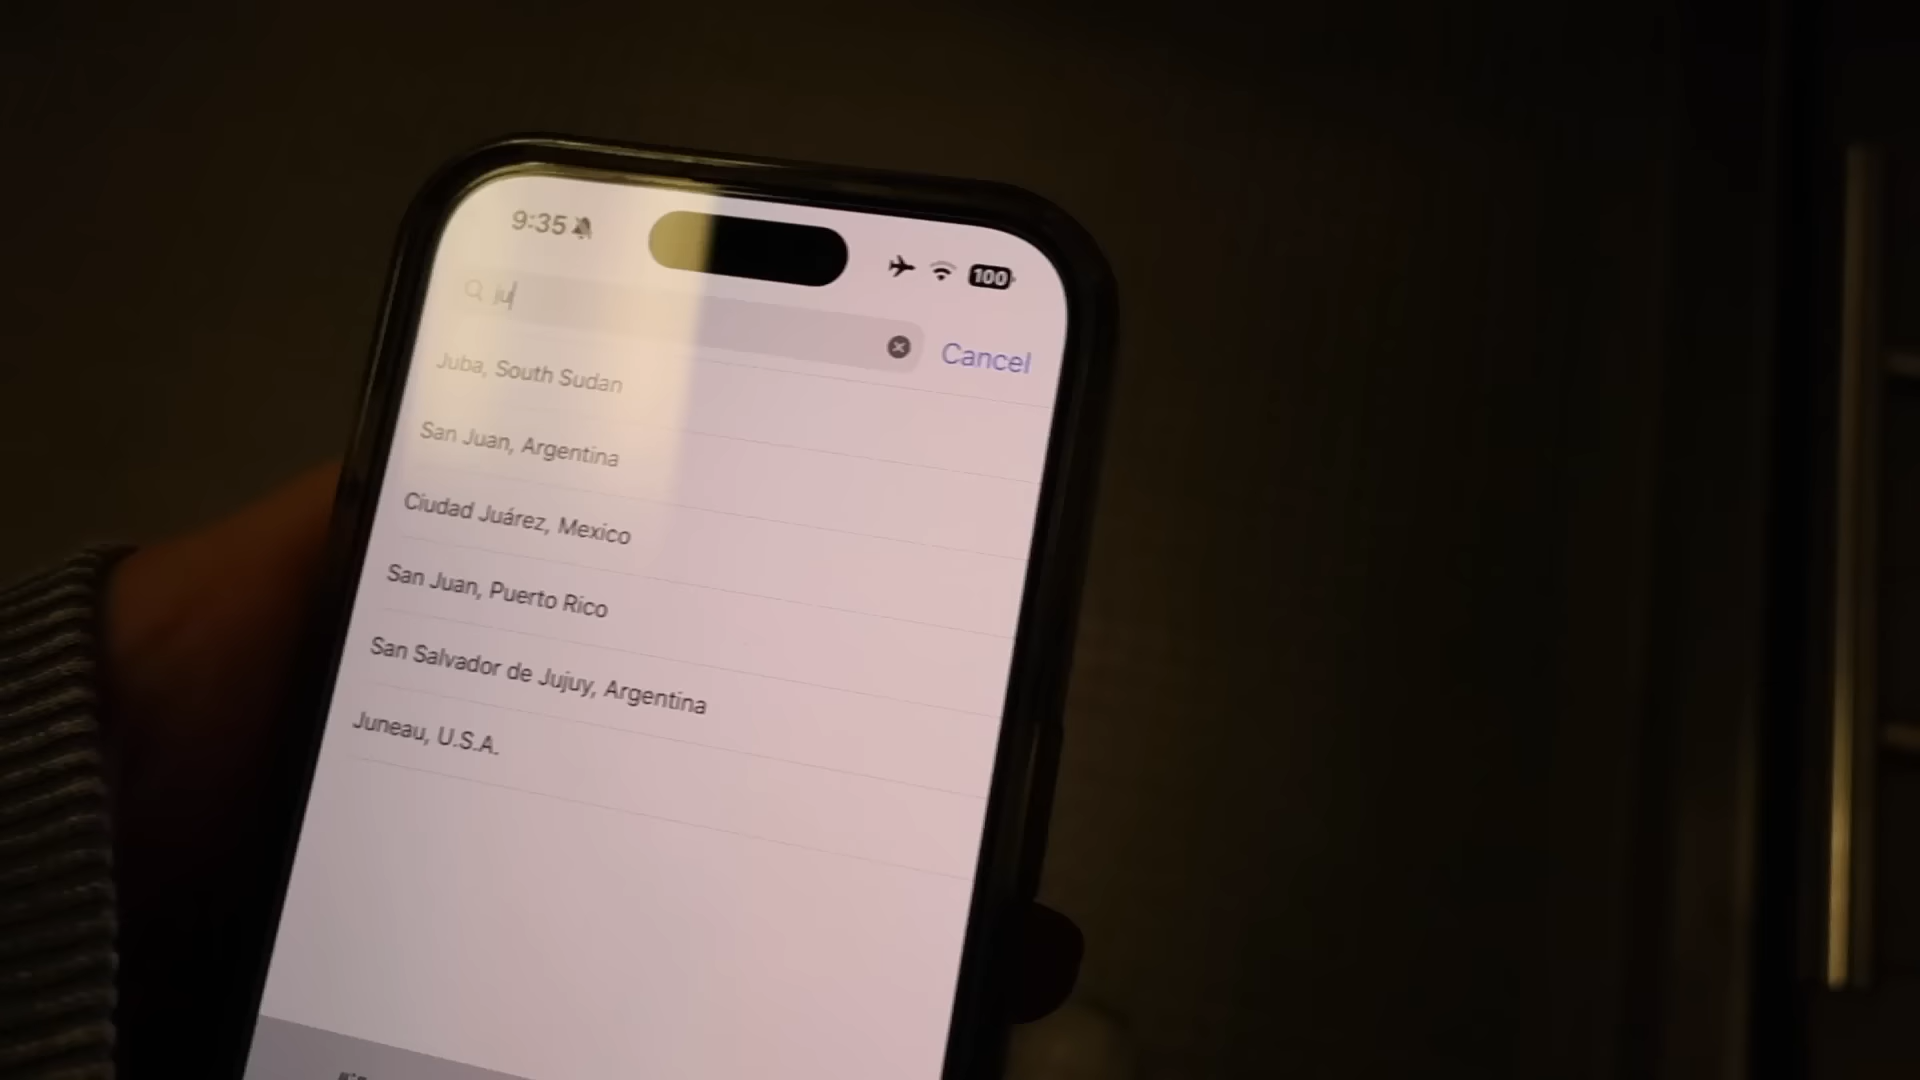 9:35
100
ju
Cancel
Juba, South Sudan
San Juan, Argentina
Ciudad Juárez, Mexico
San Juan, Puerto Rico
San Salvador de Jujuy, Argentina
Juneau, U.S.A.